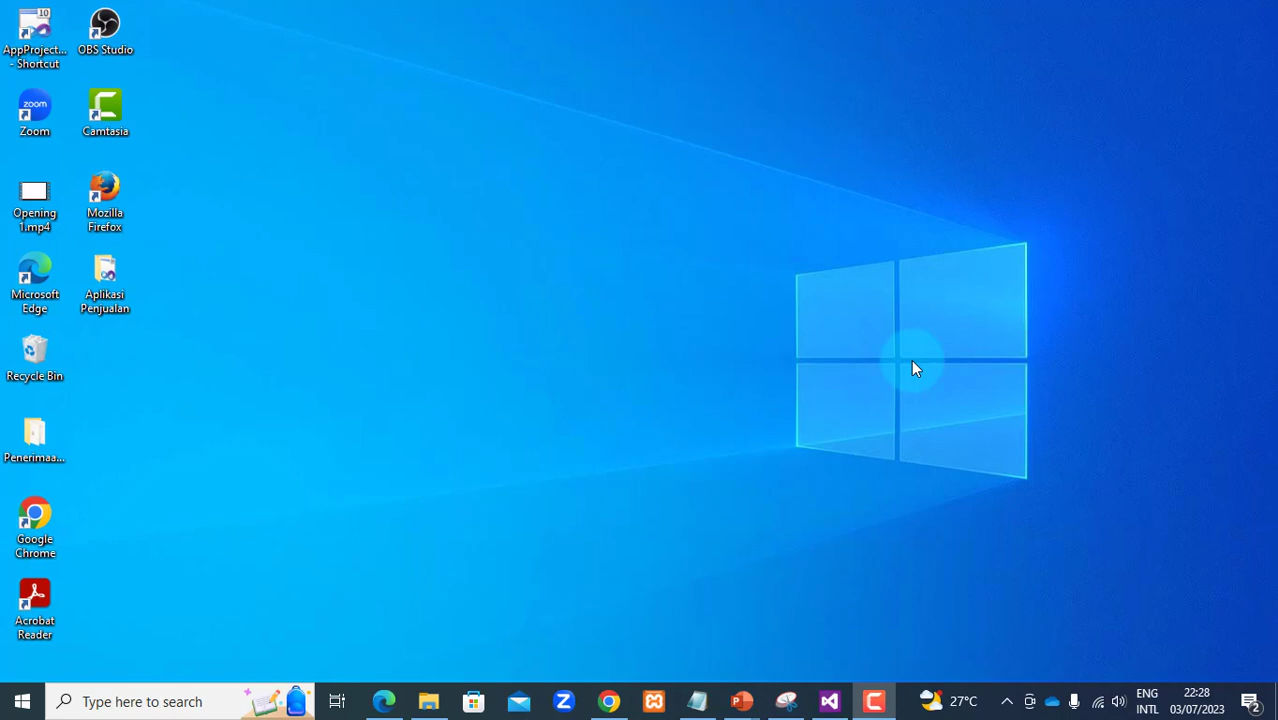 10
AppProject...
- Shortcut
OBS Studio
zoom
Zoom
Camtasia
Opening
1.mp4
Mozilla
Firefox
Microsoft
Edge
Aplikasi
Penjualan
Recycle Bin
Penerimaa...
Google
Chrome
Acrobat
Reader
Type here to search
27°C
ENG
INTL
22:28
03/07/2023
2